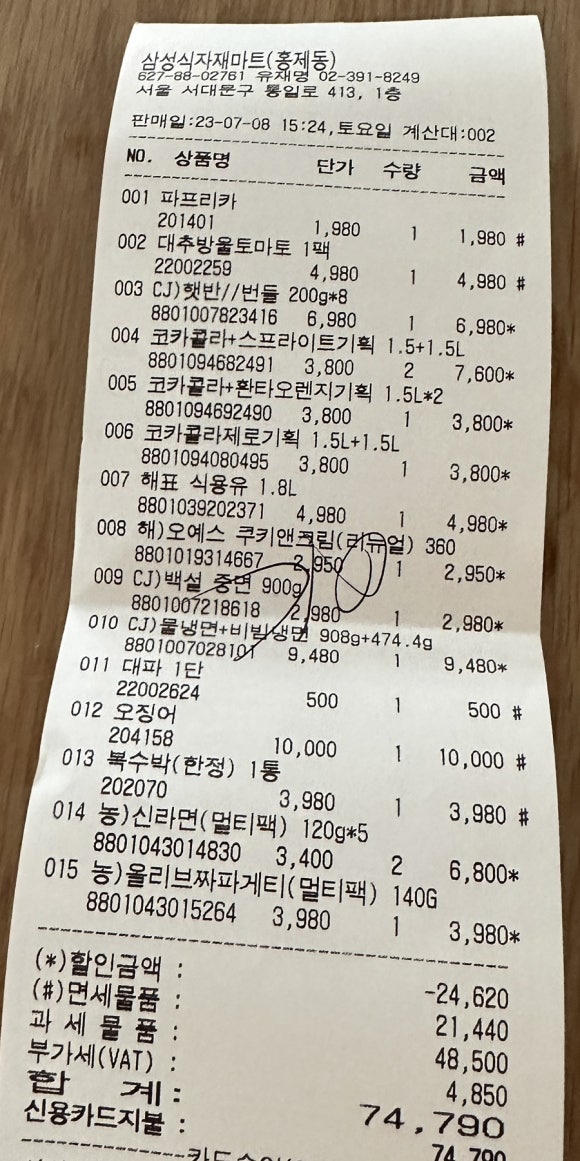 삼성식자재마트(홍제동)
627-88-02761 유재명 02-391-8249
서울 서대문구 통일로 413, 1층
판매일:23-07-08 15:24,토요일 계산대:002
NO. 상품명 단가 수량 금액
001 파프리카
201401 1,980 1 1,980 #
002 대추방울토마토 1팩
22002259 4,980 1 4,980 #
003 CJ)햇반//번들 200g*8
8801007823416 6,980 1 6,980*
004 코카콜라+스프라이트기획 1.5+1.5L
8801094682491 3,800 2 7,600*
005 코카콜라+환타오렌지기획 1.5L*2
8801094692490 3,800 1 3,800*
006 코카콜라제로기획 1.5L+1.5L
8801094080495 3,800 1 3,800*
007 해표 식용유 1.8L
8801039202371 4,980 1 4,980*
008 해)오예스 쿠키앤크림(리뉴얼) 360
8801019314667 2,950 1 2,950*
009 CJ)백설 중면 900g
8801007218618 2,980 1 2,980*
010 CJ)물냉면+비빔냉면 908g+474.4g
8801007028101 9,480 1 9,480*
011 대파 1단
22002624 500 1 500 #
012 오징어
204158 10,000 1 10,000 #
013 복수박(한정) 1통
202070 3,980 1 3,980 #
014 농)신라면(멀티팩) 120g*5
8801043014830 3,400 2 6,800*
015 농)올리브짜파게티(멀티팩) 140G
8801043015264 3,980 1 3,980*
(*)할인금액 : -24,620
(#)면세물품 : 21,440
과 세 물 품 : 48,500
부가세(VAT) : 4,850
합 계: 74,790
신용카드지불 : 74,790